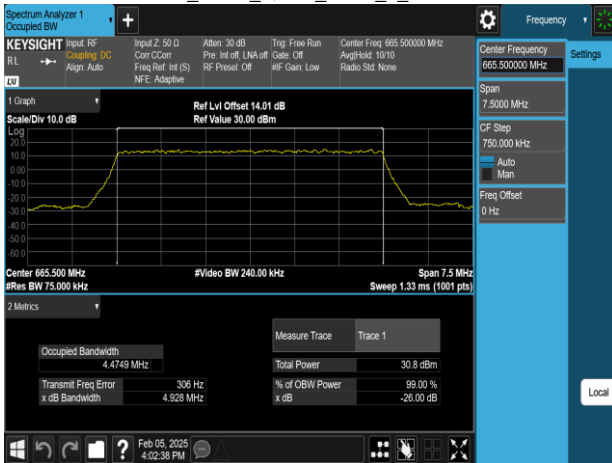 Spectrum Analyzer 1
Occupied BW
Frequency
KEYSIGHT
Input: RF
Coupling: DC
Align: Auto
Input Z: 50 Ω
Corr CCorr
Freq Ref: Int (S)
NFE: Adaptive
Atten: 30 dB
Pre: Int off, LNA off
RF Presel: Off
Trig: Free Run
Gate: Off
#IF Gain: Low
Center Freq: 665.500000 MHz
Avg|Hold: 10/10
Radio Std: None
R L
LXI
Center Frequency
665.500000 MHz
Settings
Span
7.5000 MHz
CF Step
750.000 kHz
Auto
Man
Freq Offset
0 Hz
1 Graph
Scale/Div 10.0 dB
Ref Lvl Offset 14.01 dB
Ref Value 30.00 dBm
Log
20.0
10.0
0.00
-10.0
-20.0
-30.0
-40.0
-50.0
-60.0
Center 665.500 MHz
#Res BW 75.000 kHz
#Video BW 240.00 kHz
Span 7.5 MHz
Sweep 1.33 ms (1001 pts)
2 Metrics
Measure Trace
Trace 1
Occupied Bandwidth
4.4749 MHz
Total Power
30.8 dBm
Transmit Freq Error
306 Hz
% of OBW Power
99.00 %
x dB Bandwidth
4.928 MHz
x dB
-26.00 dB
Local
?
Feb 05, 2025
4:02:38 PM